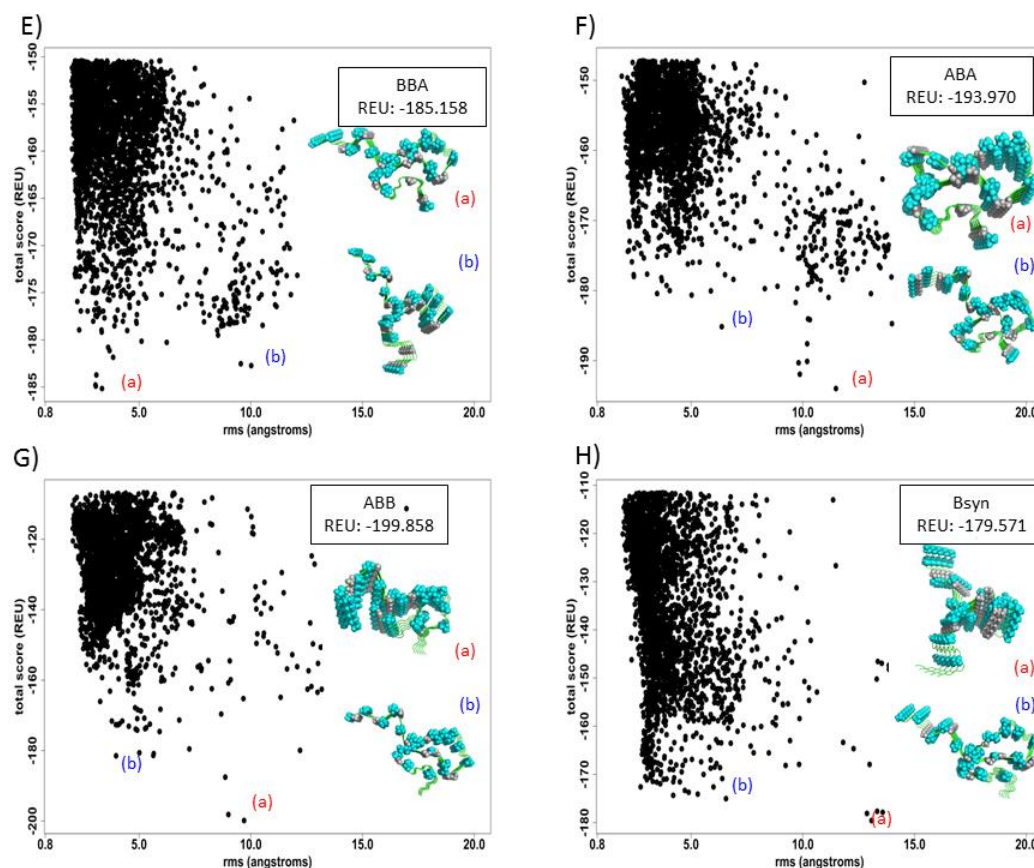 E)
BBA
REU: -185.158
(a)
(b)
(b)
(a)
total score (REU)
-150
-155
-160
-165
-170
-175
-180
-185
0.8 5.0 10.0 15.0 20.0
rms (angstroms)
F)
ABA
REU: -193.970
(a)
(b)
(b)
(a)
total score (REU)
-150
-160
-170
-180
-190
0.8 5.0 10.0 15.0 20.0
rms (angstroms)
G)
ABB
REU: -199.858
(a)
(b)
(b)
(a)
total score (REU)
-120
-140
-160
-180
-200
0.8 5.0 10.0 15.0 20.0
rms (angstroms)
H)
Bsyn
REU: -179.571
(a)
(b)
(b)
(a)
total score (REU)
-110
-120
-130
-140
-150
-160
-170
-180
0.8 5.0 10.0 15.0 20.0
rms (angstroms)